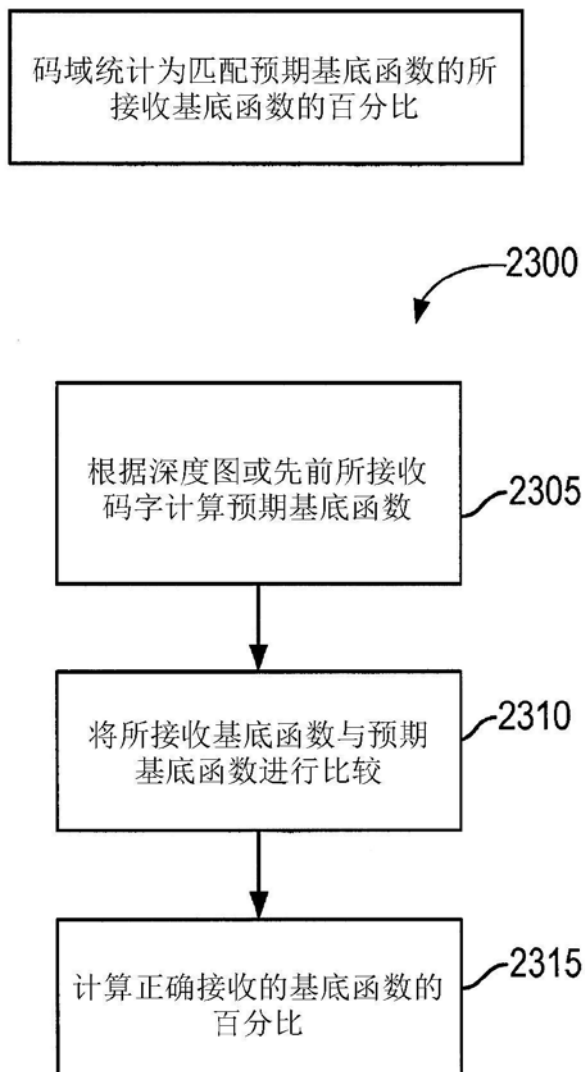 码域统计为匹配预期基底函数的所
接收基底函数的百分比
2300
根据深度图或先前所接收
码字计算预期基底函数
2305
将所接收基底函数与预期
基底函数进行比较
2310
计算正确接收的基底函数的
百分比
2315